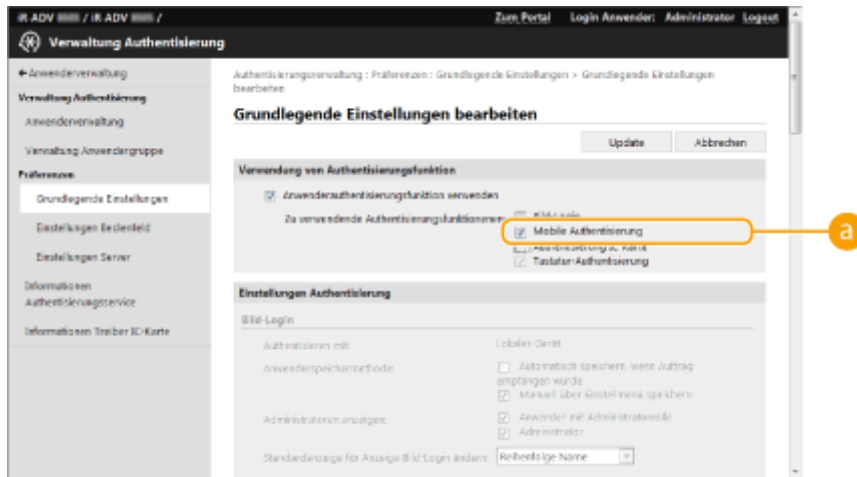 iR-ADV / iR-ADV /
Zum Portal Login Anwender: Administrator Logout
Verwaltung Authentisierung
Anwenderverwaltung
Verwaltung Authentisierung
Anwenderverwaltung
Verwaltung Anwendergruppe
Präferenzen
Grundlegende Einstellungen
Einstellungen Bedienfeld
Einstellungen Server
Informationen
Authentisierungsservice
Informationen Treiber IC-Karte
Authentisierungsverwaltung : Präferenzen : Grundlegende Einstellungen > Grundlegende Einstellungen
bearbeiten
Grundlegende Einstellungen bearbeiten
Update Abbrechen
Verwendung von Authentisierungsfunktion
Anwenderauthentisierungsfunktion verwenden
Zu verwendende Authentisierungsfunktionen: Bild-Login
Mobile Authentisierung
a
Tastatur-Authentisierung
Einstellungen Authentisierung
Bild-Login
Authentisieren mit: Lokales Gerät
Anwenderspeichermethode: Automatisch speichern, wenn Auftrag
empfangen wurde
Manuell über Einstellmenü speichern
Administratoren anzeigen: Anwender mit Administratorrolle
Administrator
Standardanzeige für Anzeige Bild-Login ändern: Reihenfolge Name